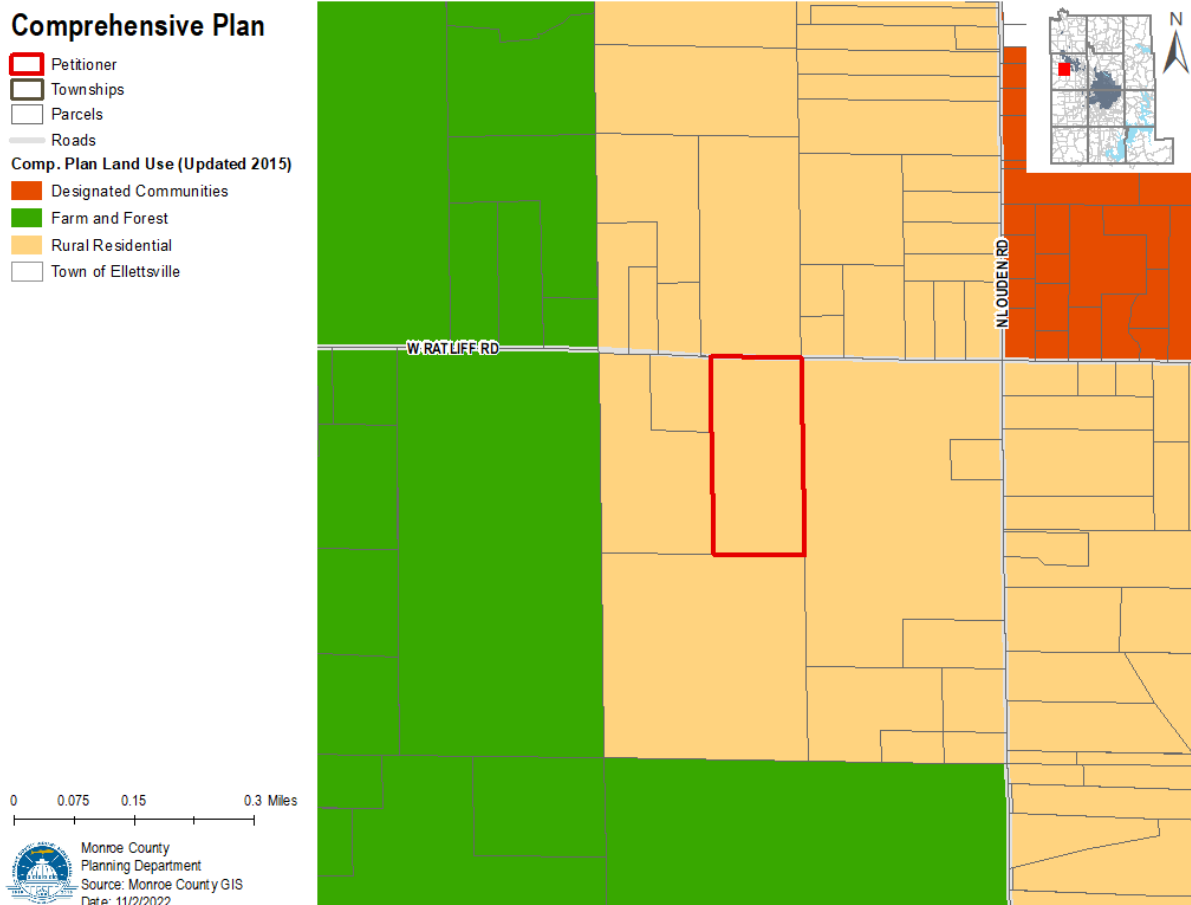 Comprehensive Plan
Petitioner
Townships
Parcels
Roads
Comp. Plan Land Use (Updated 2015)
Designated Communities
Farm and Forest
Rural Residential
Town of Ellettsville
N
N LOUDEN RD
W RATLIFF RD
0 0.075 0.15 0.3 Miles
Monroe County
Planning Department
Source: Monroe County GIS
Date: 11/2/2022